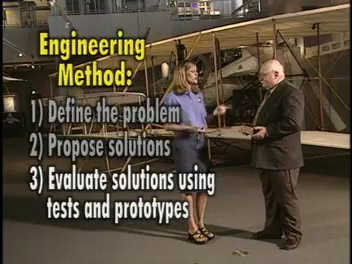 Engineering
Method:
1) Define the problem
2) Propose solutions
3) Evaluate solutions using
tests and prototypes